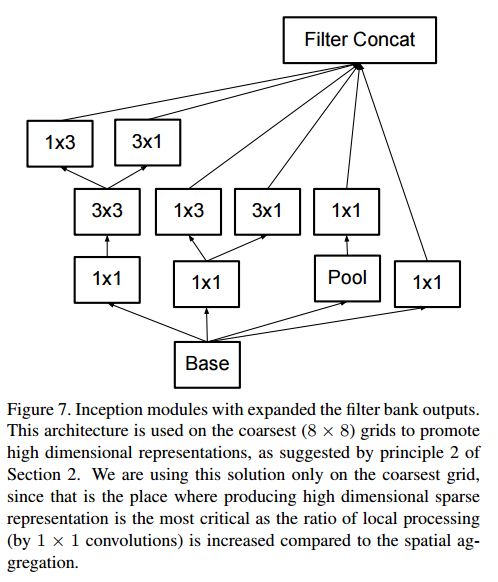 Filter Concat
1x3
3x1
3x3
1x3
3x1
1x1
1x1
1x1
Pool
1x1
Base
Figure 7. Inception modules with expanded the filter bank outputs.
This architecture is used on the coarsest (8 × 8) grids to promote
high dimensional representations, as suggested by principle 2 of
Section 2. We are using this solution only on the coarsest grid,
since that is the place where producing high dimensional sparse
representation is the most critical as the ratio of local processing
(by 1 × 1 convolutions) is increased compared to the spatial ag-
gregation.